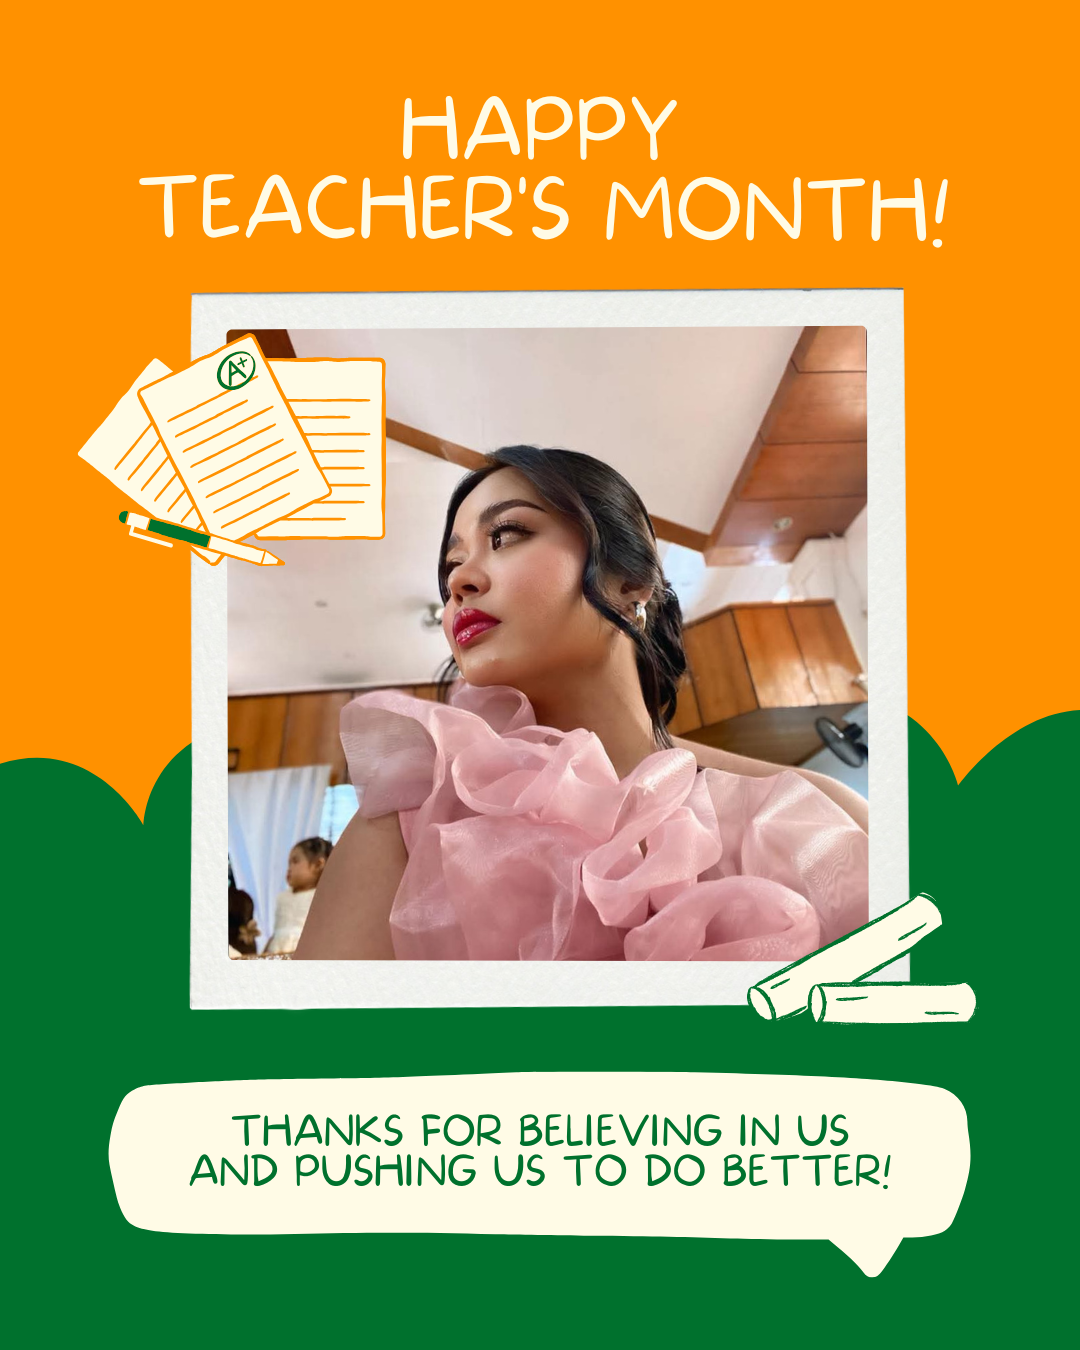 HAPPY
TEACHER'S MONTH!
A+
THANKS FOR BELIEVING IN US
AND PUSHING US TO DO BETTER!